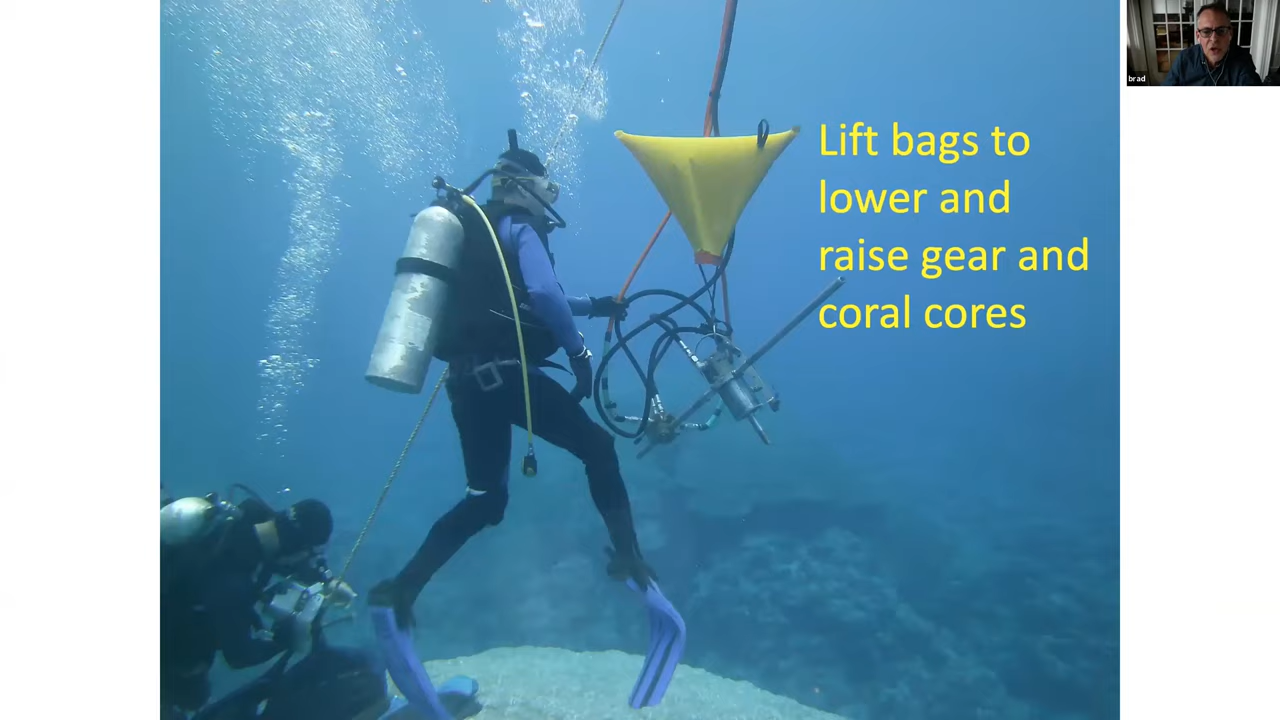 Lift bags to
lower and
raise gear and
coral cores
brad